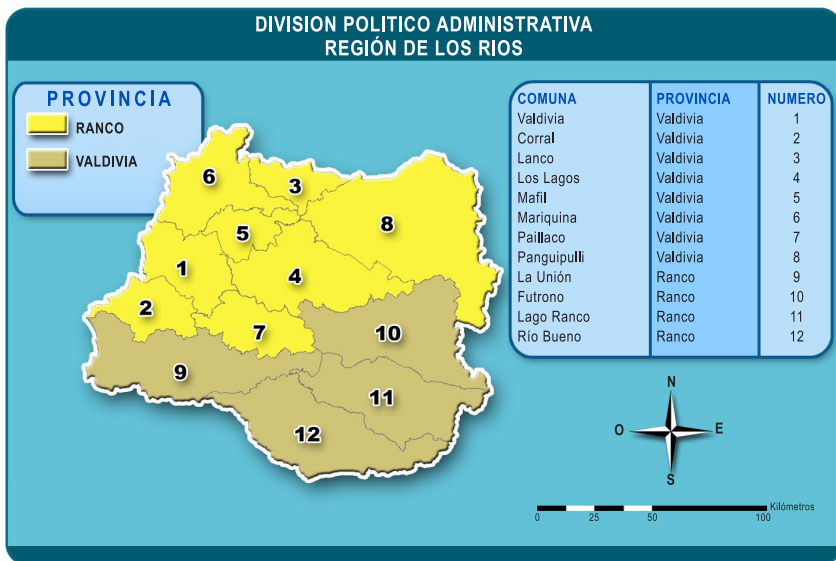 DIVISION POLITICO ADMINISTRATIVA
REGIÓN DE LOS RIOS
PROVINCIA
RANCO
VALDIVIA
COMUNA PROVINCIA NUMERO
Valdivia Valdivia 1
Corral Valdivia 2
Lanco Valdivia 3
Los Lagos Valdivia 4
Mafil Valdivia 5
Mariquina Valdivia 6
Paillaco Valdivia 7
Panguipulli Valdivia 8
La Unión Ranco 9
Futrono Ranco 10
Lago Ranco Ranco 11
Río Bueno Ranco 12
6
3
8
5
1
4
2
7
10
9
11
12
N
O E
S
Kilómetros
0 25 50 100